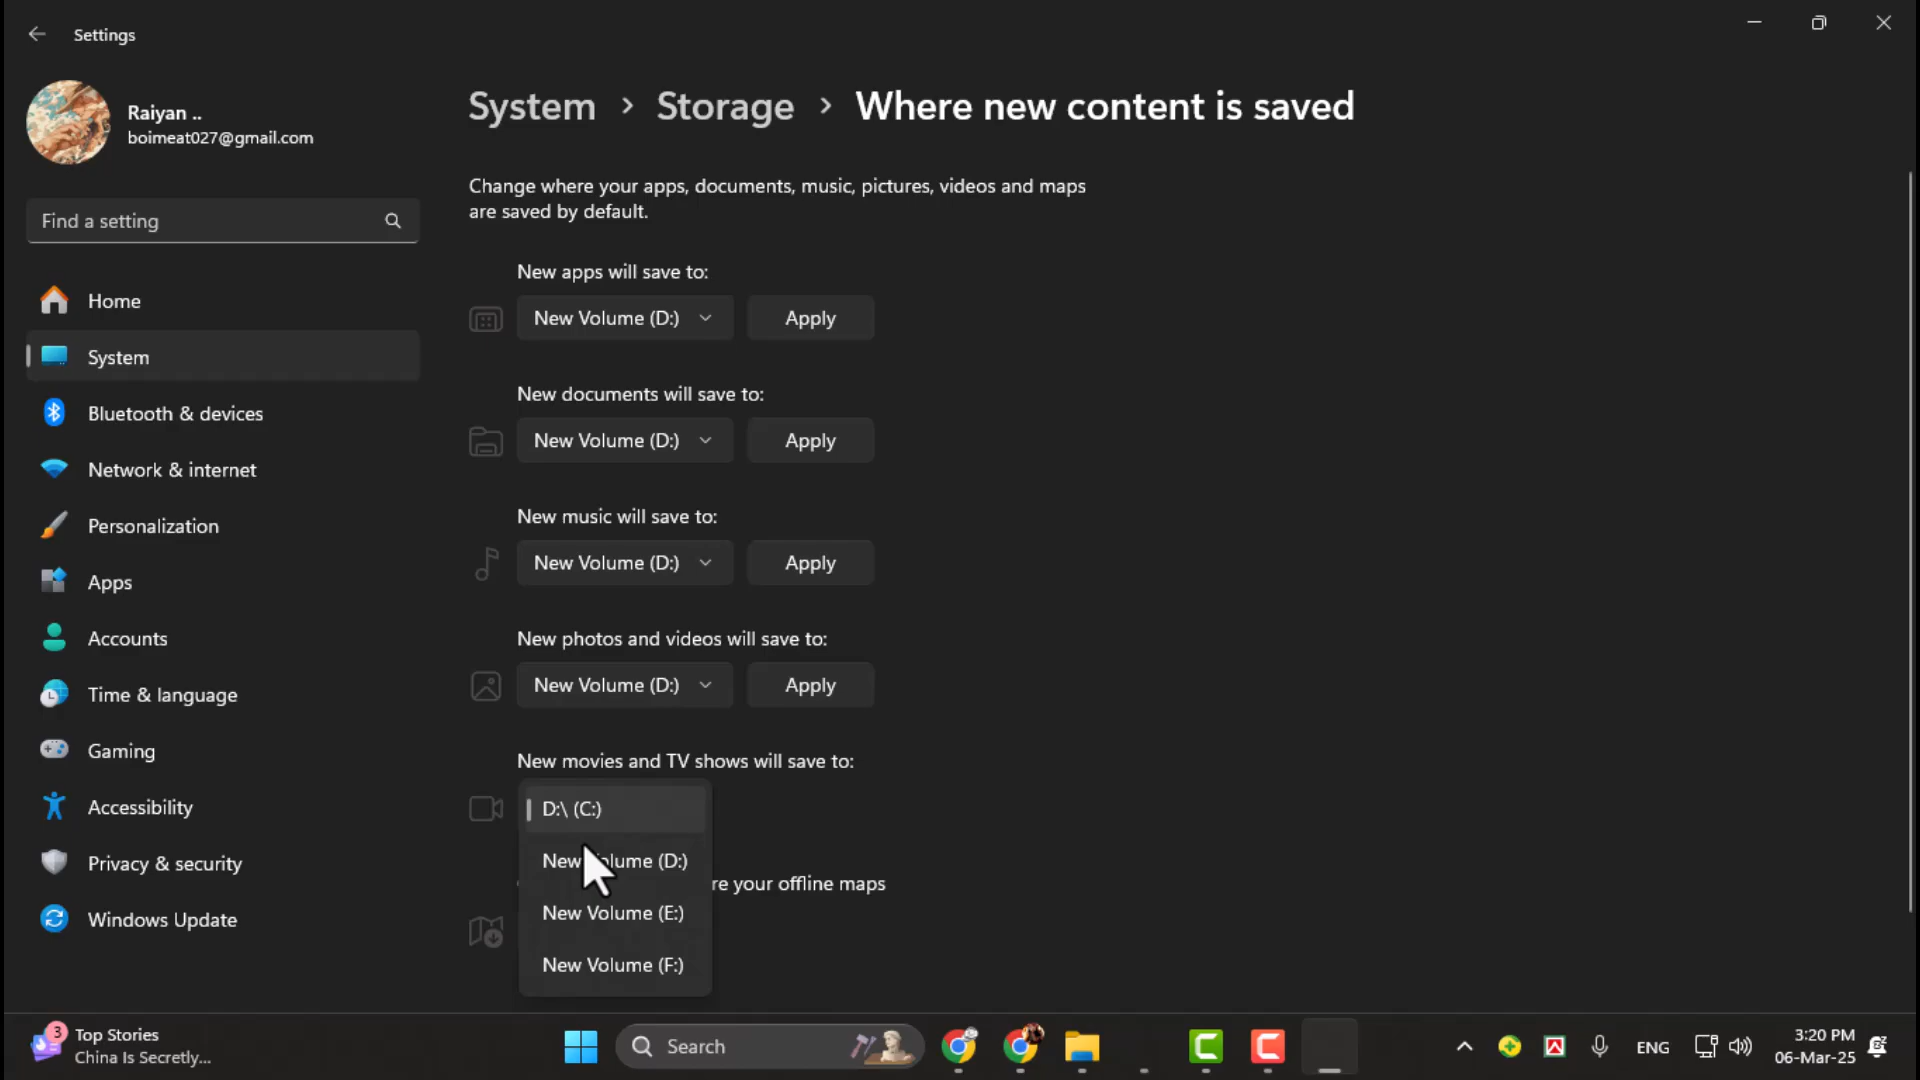 Settings
Raiyan ..
boimeat027@gmail.com
Find a setting
Home
System
Bluetooth & devices
Network & internet
Personalization
Apps
Accounts
Time & language
Gaming
Accessibility
Privacy & security
Windows Update
System > Storage > Where new content is saved
Change where your apps, documents, music, pictures, videos and maps
are saved by default.
New apps will save to:
New Volume (D:) Apply
New documents will save to:
New Volume (D:) Apply
New music will save to:
New Volume (D:) Apply
New photos and videos will save to:
New Volume (D:) Apply
New movies and TV shows will save to:
D:\ (C:)
New Volume (D:)
re your offline maps
New Volume (E:)
New Volume (F:)
3
Top Stories
China Is Secretly...
Search
ENG
3:20 PM
06-Mar-25